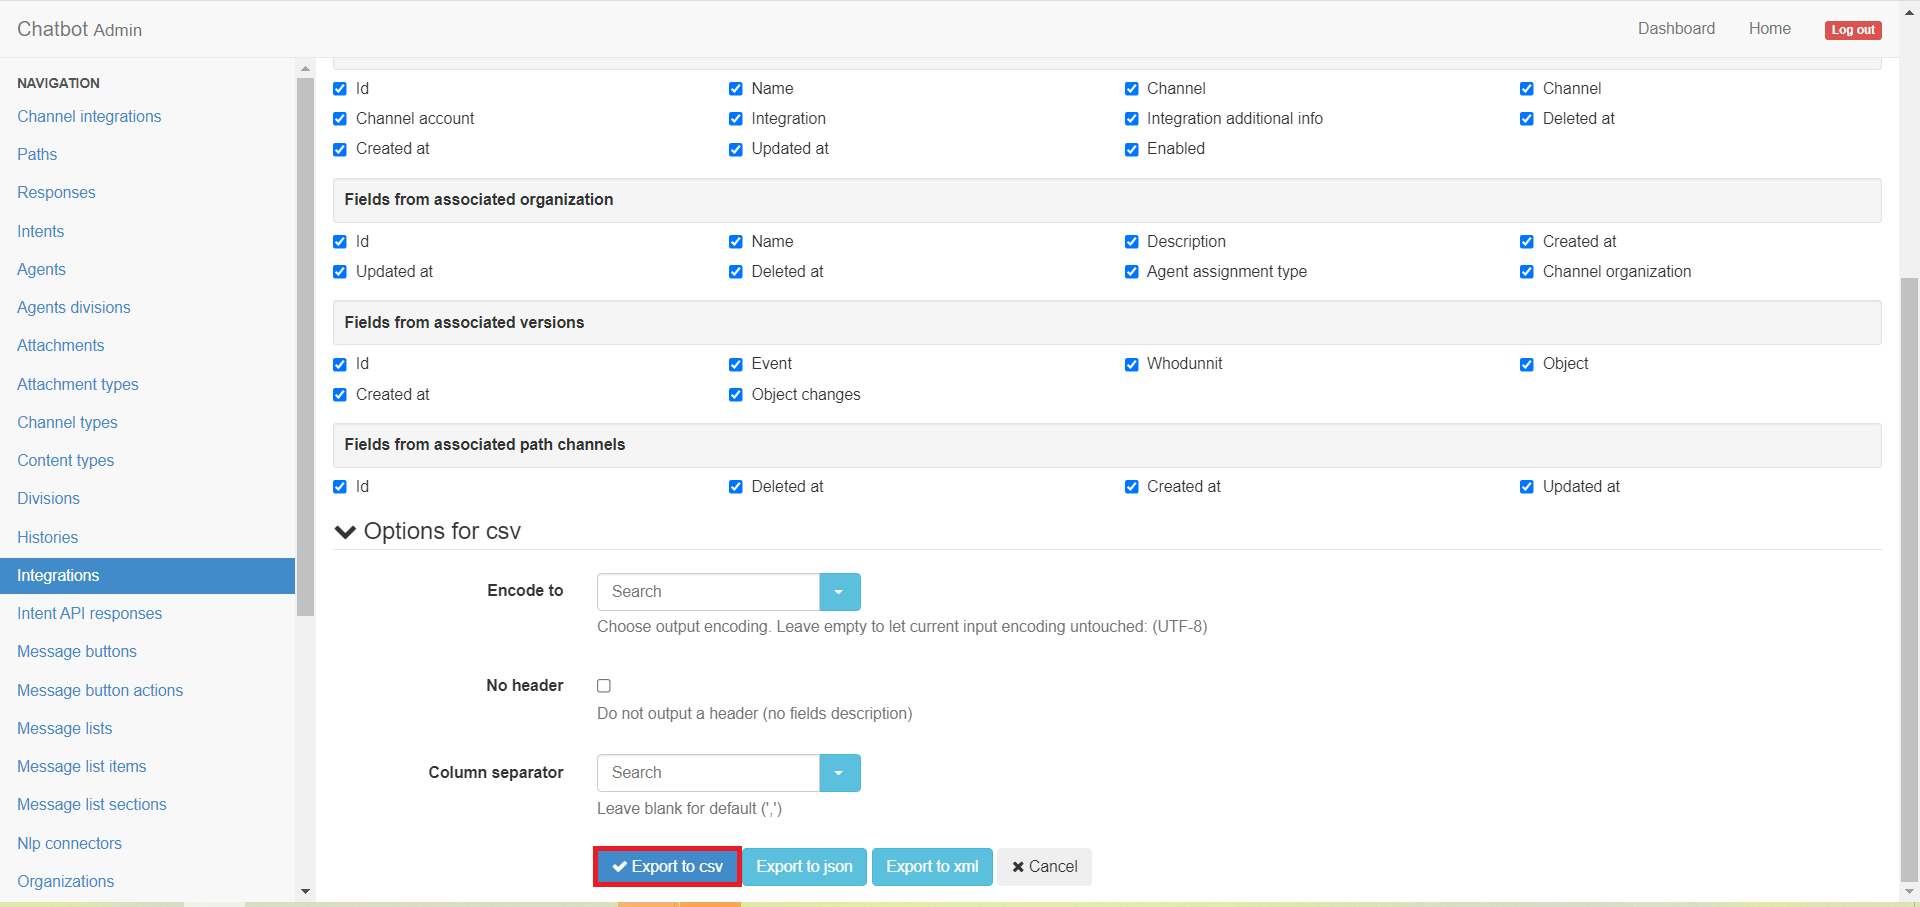 Chatbot Admin
Dashboard Home Log out
NAVIGATION
Channel integrations
Paths
Responses
Intents
Agents
Agents divisions
Attachments
Attachment types
Channel types
Content types
Divisions
Histories
Integrations
Intent API responses
Message buttons
Message button actions
Message lists
Message list items
Message list sections
Nlp connectors
Organizations
Id Name Channel Channel
Channel account Integration Integration additional info Deleted at
Created at Updated at Enabled
Fields from associated organization
Id Name Description Created at
Updated at Deleted at Agent assignment type Channel organization
Fields from associated versions
Id Event Whodunnit Object
Created at Object changes
Fields from associated path channels
Id Deleted at Created at Updated at
Options for csv
Encode to Search
Choose output encoding. Leave empty to let current input encoding untouched: (UTF-8)
No header
Do not output a header (no fields description)
Column separator Search
Leave blank for default (',')
Export to csv Export to json Export to xml Cancel